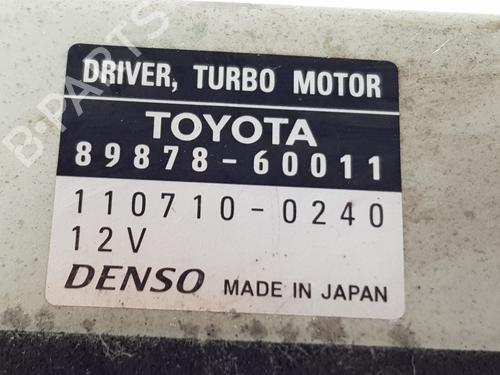 DRIVER, TURBO MOTOR
TOYOTA
89878-60011
110710-0240
12V
DENSO MADE IN JAPAN
B-PARTS